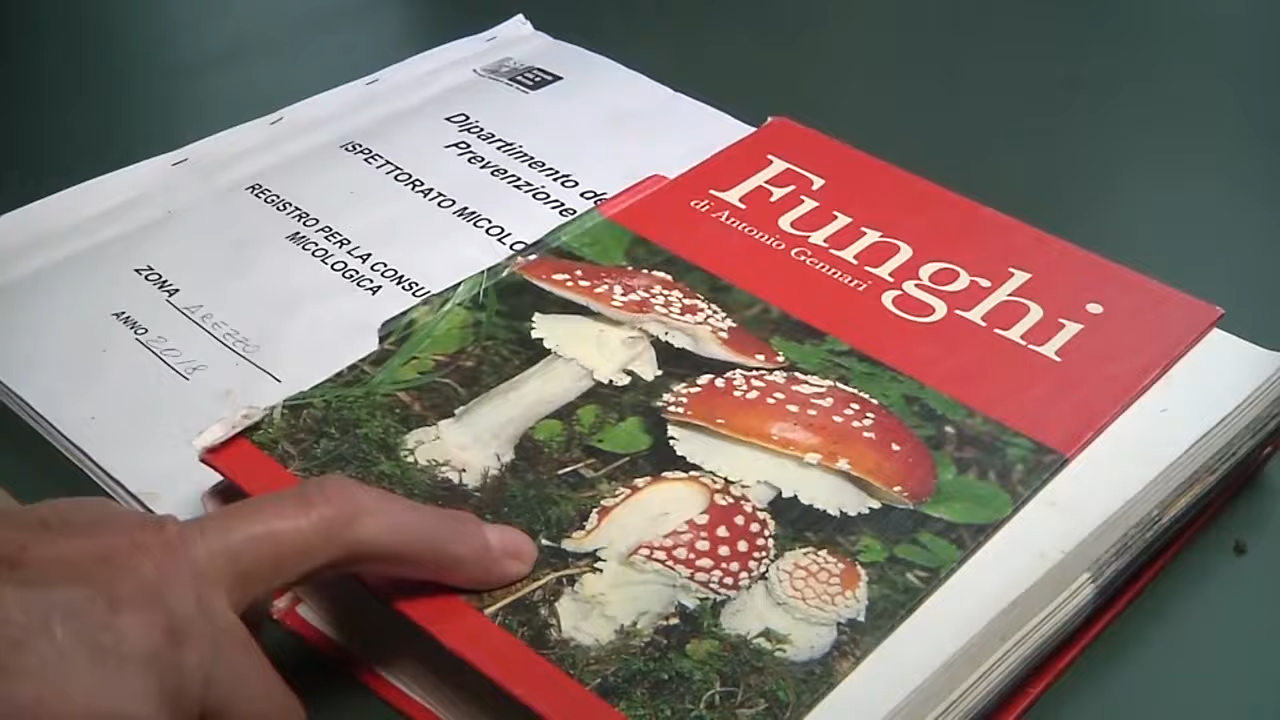 Dipartimento de
Prevenzione
ISPETTORATO MICOLO
REGISTRO PER LA CONSU
MICOLOGICA
ZONA AREZZO
ANNO 2018
Funghi
di Antonio Gennari